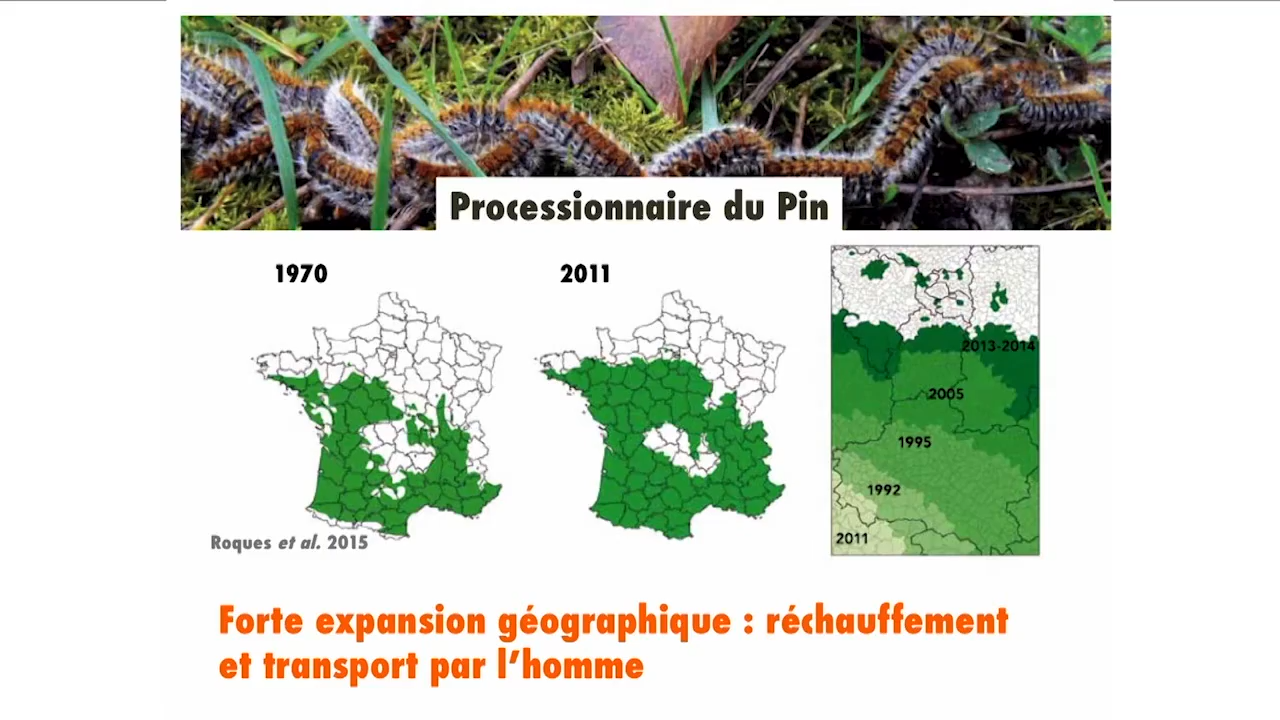 Processionnaire du Pin
1970
2011
2013-2014
2005
1995
1992
2011
Roques et al. 2015
Forte expansion géographique : réchauffement
et transport par l'homme